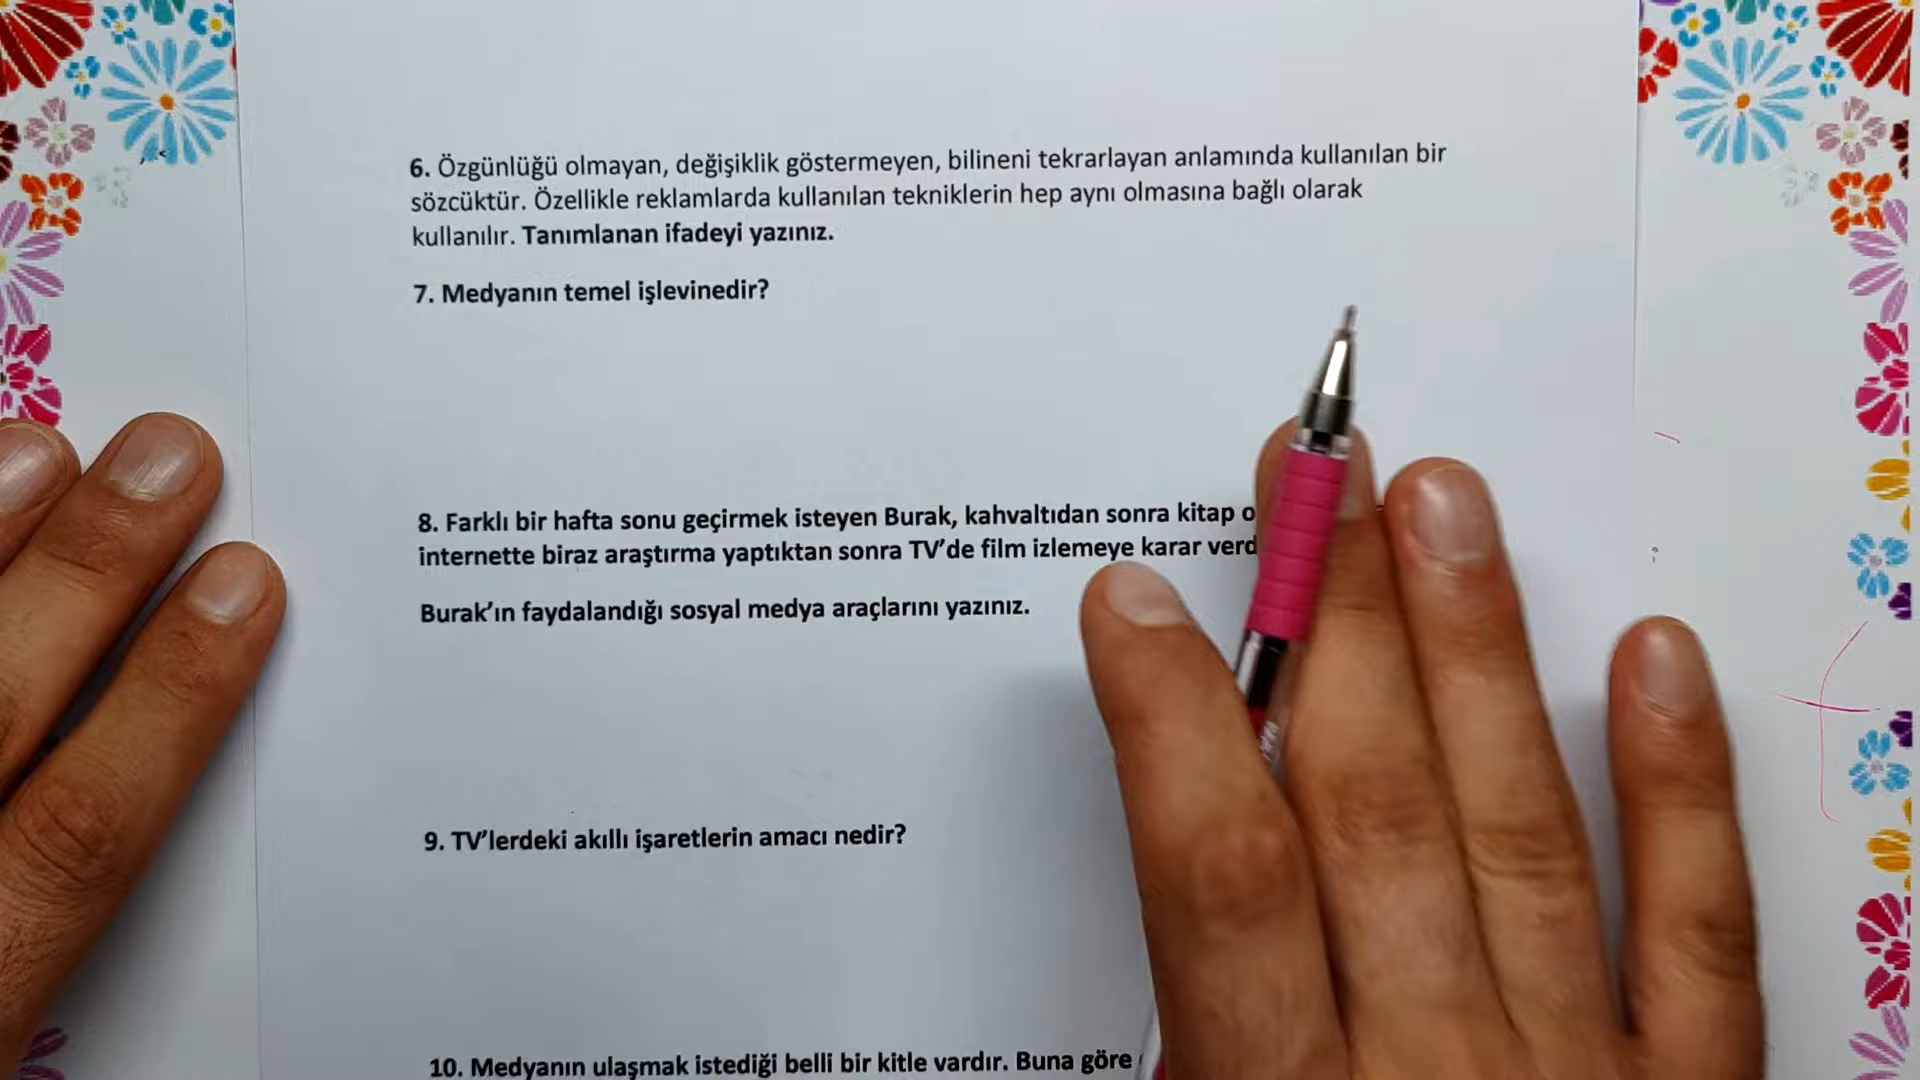 6. Özgünlüğü olmayan, değişiklik göstermeyen, bilineni tekrarlayan anlamında kullanılan bir
sözcüktür. Özellikle reklamlarda kullanılan tekniklerin hep aynı olmasına bağlı olarak
kullanılır. Tanımlanan ifadeyi yazınız.
7. Medyanın temel işlevinedir?
8. Farklı bir hafta sonu geçirmek isteyen Burak, kahvaltıdan sonra kitap
internette biraz araştırma yaptıktan sonra TV’de film izlemeye karar
Burak’ın faydalandığı sosyal medya araçlarını yazınız.
9. TV’lerdeki akıllı işaretlerin amacı nedir?
10. Medyanın ulaşmak istediği belli bir kitle vardır. Buna göre